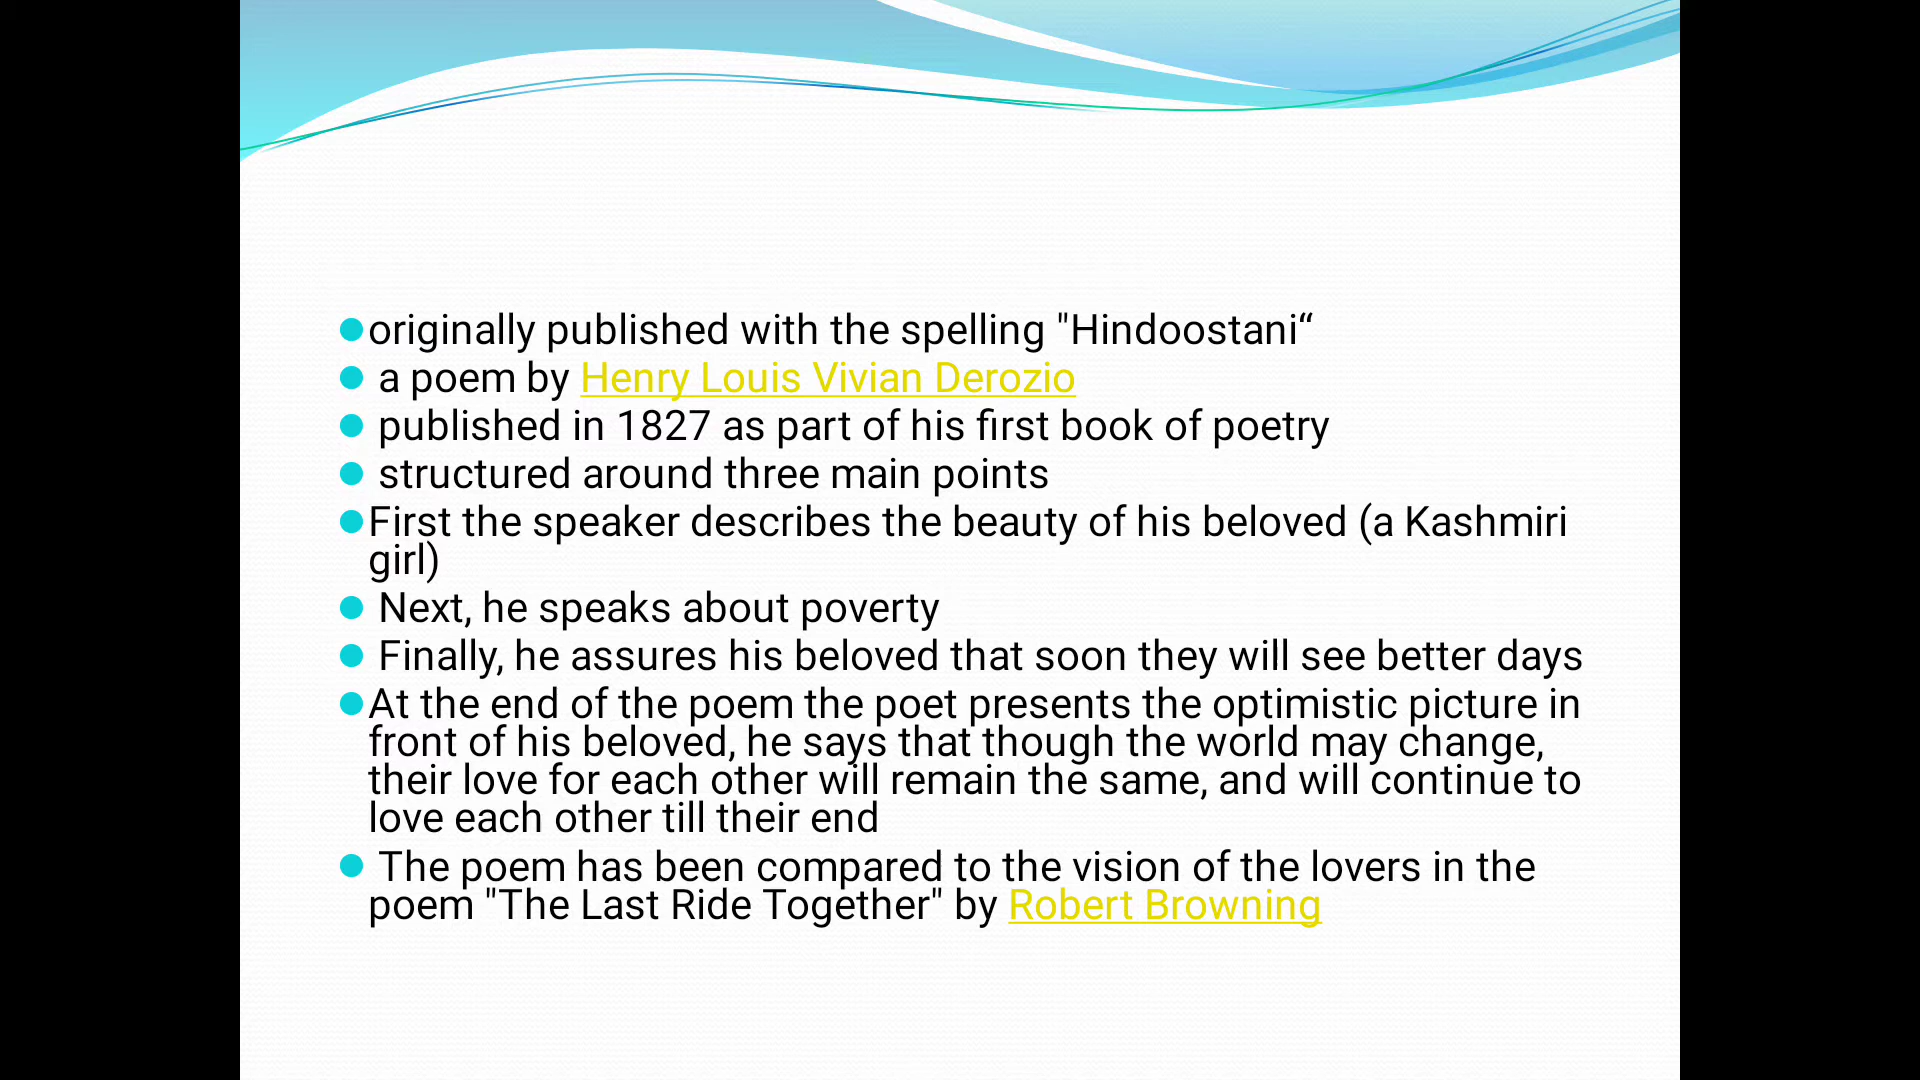 originally published with the spelling "Hindoostani“
a poem by Henry Louis Vivian Derozio
published in 1827 as part of his first book of poetry
structured around three main points
First the speaker describes the beauty of his beloved (a Kashmiri
girl)
Next, he speaks about poverty
Finally, he assures his beloved that soon they will see better days
At the end of the poem the poet presents the optimistic picture in
front of his beloved, he says that though the world may change,
their love for each other will remain the same, and will continue to
love each other till their end
The poem has been compared to the vision of the lovers in the
poem "The Last Ride Together" by Robert Browning